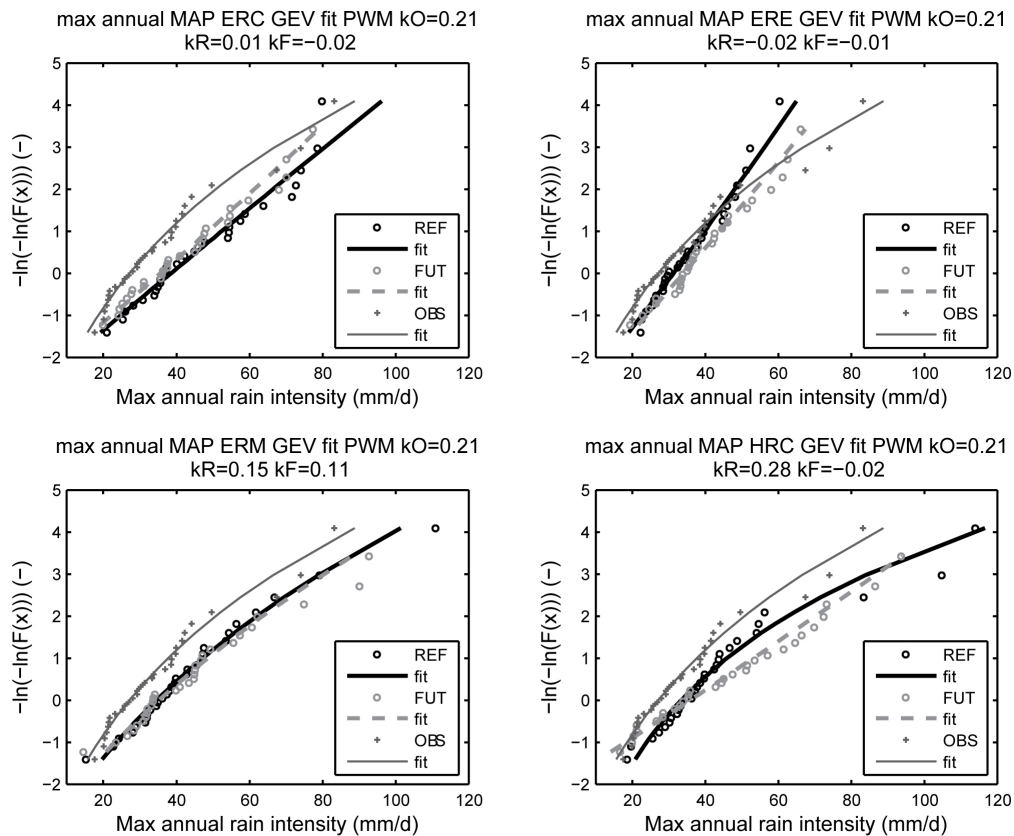 max annual MAP ERC GEV fit PWM kO=0.21
kR=0.01 kF=−0.02
5
4
3
2
1
0
−1
−2
−ln(−ln(F(x))) (−)
REF
fit
FUT
fit
OBS
fit
20 40 60 80 100 120
Max annual rain intensity (mm/d)
max annual MAP ERE GEV fit PWM kO=0.21
kR=−0.02 kF=−0.01
5
4
3
2
1
0
−1
−2
−ln(−ln(F(x))) (−)
REF
fit
FUT
fit
OBS
fit
20 40 60 80 100 120
Max annual rain intensity (mm/d)
max annual MAP ERM GEV fit PWM kO=0.21
kR=0.15 kF=0.11
5
4
3
2
1
0
−1
−2
−ln(−ln(F(x))) (−)
REF
fit
FUT
fit
OBS
fit
20 40 60 80 100 120
Max annual rain intensity (mm/d)
max annual MAP HRC GEV fit PWM kO=0.21
kR=0.28 kF=−0.02
5
4
3
2
1
0
−1
−2
−ln(−ln(F(x))) (−)
REF
fit
FUT
fit
OBS
fit
20 40 60 80 100 120
Max annual rain intensity (mm/d)